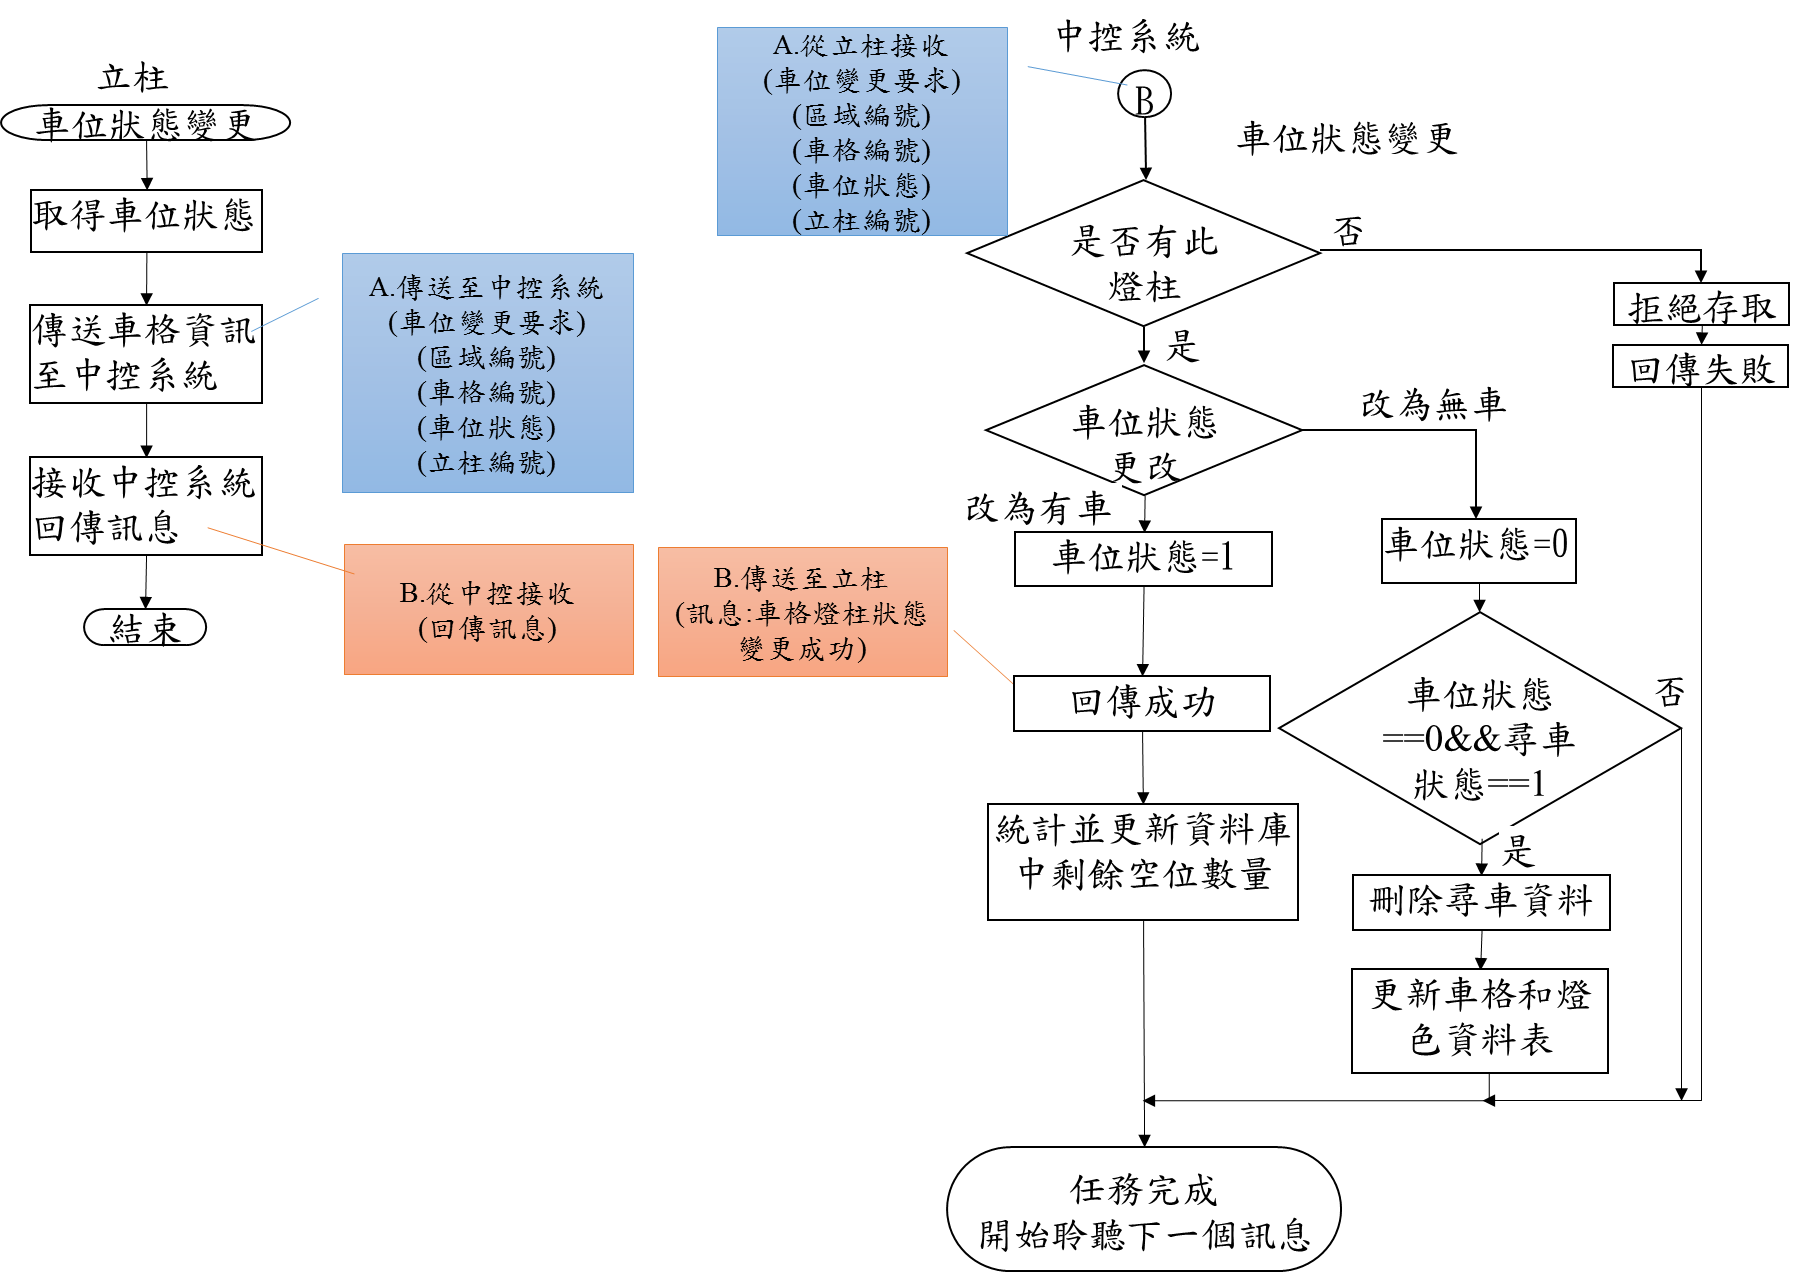 立柱
車位狀態變更
取得車位狀態
傳送車格資訊
至中控系統
接收中控系統
回傳訊息
結束
A.傳送至中控系統
(車位變更要求)
(區域編號)
(車格編號)
(車位狀態)
(立柱編號)
B.從中控接收
(回傳訊息)
A.從立柱接收
(車位變更要求)
(區域編號)
(車格編號)
(車位狀態)
(立柱編號)
中控系統
B
車位狀態變更
是否有此
燈柱
否
拒絕存取
回傳失敗
是
車位狀態
更改
改為無車
改為有車
車位狀態=1
車位狀態=0
B.傳送至立柱
(訊息:車格燈柱狀態
變更成功)
回傳成功
車位狀態
==0&&尋車
狀態==1
否
是
統計並更新資料庫
中剩餘空位數量
刪除尋車資料
更新車格和燈
色資料表
任務完成
開始聆聽下一個訊息